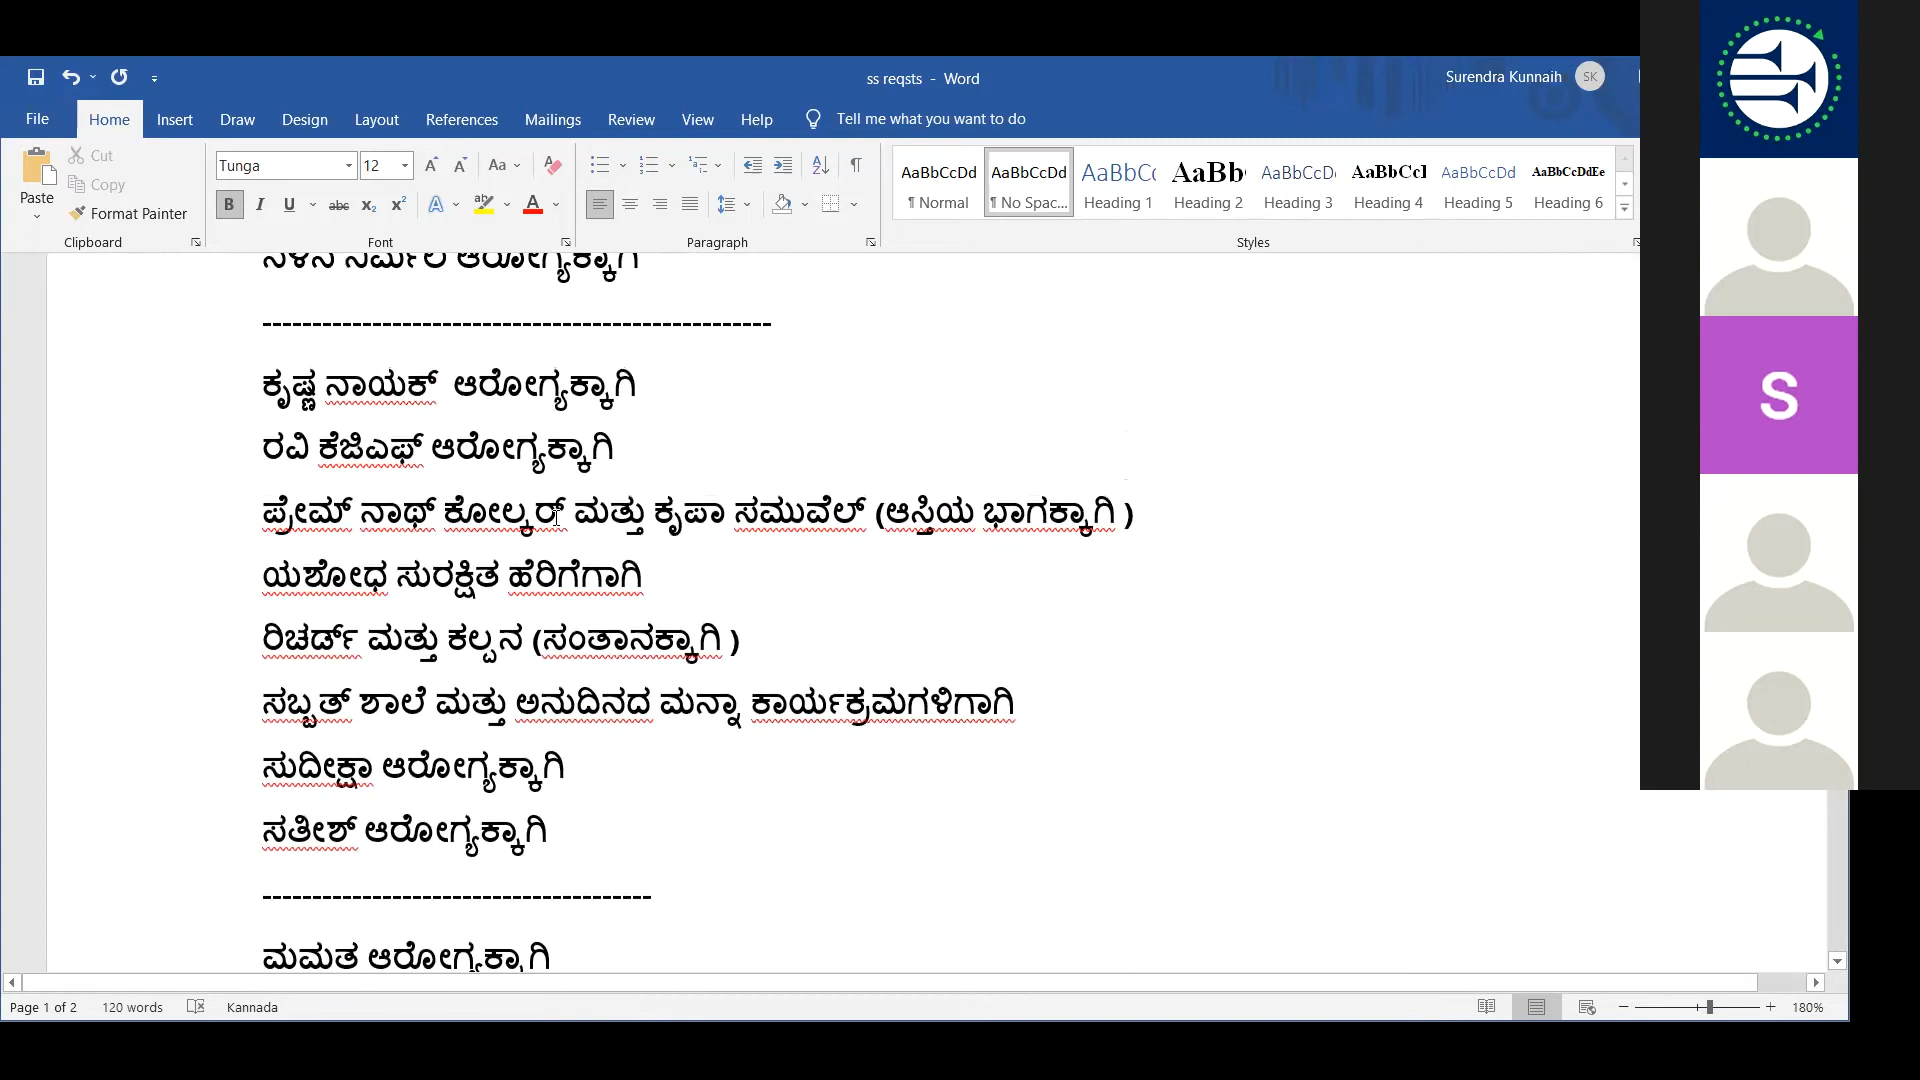 ss reqsts - Word
Surendra Kunnaih SK
File Home Insert Draw Design Layout References Mailings Review View Help Tell me what you want to do
Paste
Cut
Copy
Format Painter
Clipboard
Tunga 12
Font
Paragraph
AaBbCcDd AaBbCcDd AaBbCc AaBb AaBbCcD AaBbCcI AaBbCcDd AaBbCcDdEe
¶ Normal ¶ No Spac... Heading 1 Heading 2 Heading 3 Heading 4 Heading 5 Heading 6
Styles
S
ಆರೋಗ್ಯಕ್ಕಾಗಿ
---------------------------------------------------
ಕೃಷ್ಣ ನಾಯಕ್ ಆರೋಗ್ಯಕ್ಕಾಗಿ
ರವಿ ಕೆಜಿಎಫ್ ಆರೋಗ್ಯಕ್ಕಾಗಿ
ಪ್ರೇಮ್ ನಾಥ್ ಕೋಲ್ಕರ್ ಮತ್ತು ಕೃಪಾ ಸಮುವೆಲ್ (ಆಸ್ತಿಯ ಭಾಗಕ್ಕಾಗಿ )
ಯಶೋಧ ಸುರಕ್ಷಿತ ಹೆರಿಗೆಗಾಗಿ
ರಿಚರ್ಡ್ ಮತ್ತು ಕಲ್ಪನ (ಸಂತಾನಕ್ಕಾಗಿ )
ಸಬ್ಬತ್ ಶಾಲೆ ಮತ್ತು ಅನುದಿನದ ಮನ್ನಾ ಕಾರ್ಯಕ್ರಮಗಳಿಗಾಗಿ
ಸುದೀಕ್ಷಾ ಆರೋಗ್ಯಕ್ಕಾಗಿ
ಸತೀಶ್ ಆರೋಗ್ಯಕ್ಕಾಗಿ
---------------------------------------
ಮಮತ ಆರೋಗ್ಯಕ್ಕಾಗಿ
Page 1 of 2 120 words Kannada 180%